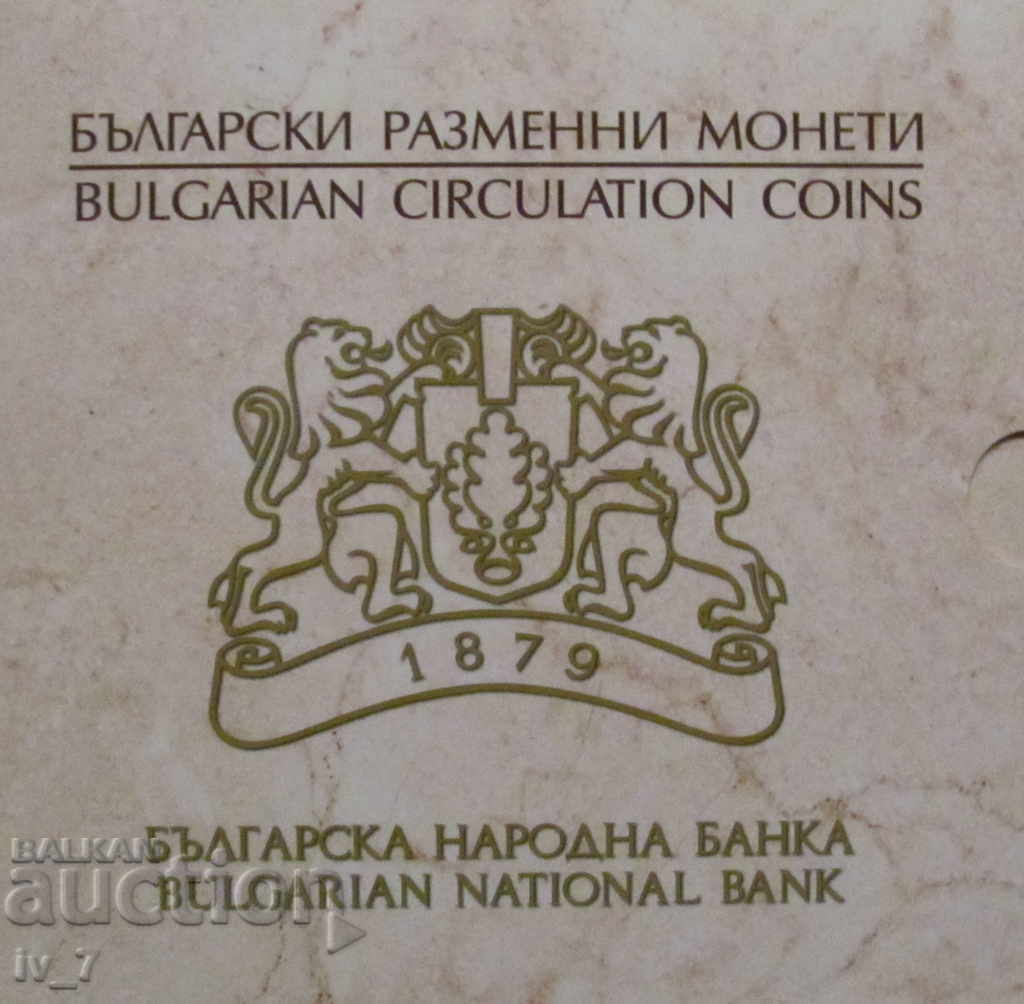 БЪЛГАРСКИ РАЗМЕННИ МОНЕТИ
BULGARIAN CIRCULATION COINS
1879
БЪЛГАРСКА НАРОДНА БАНКА
BULGARIAN NATIONAL BANK
BALKAN
auction
iv_7